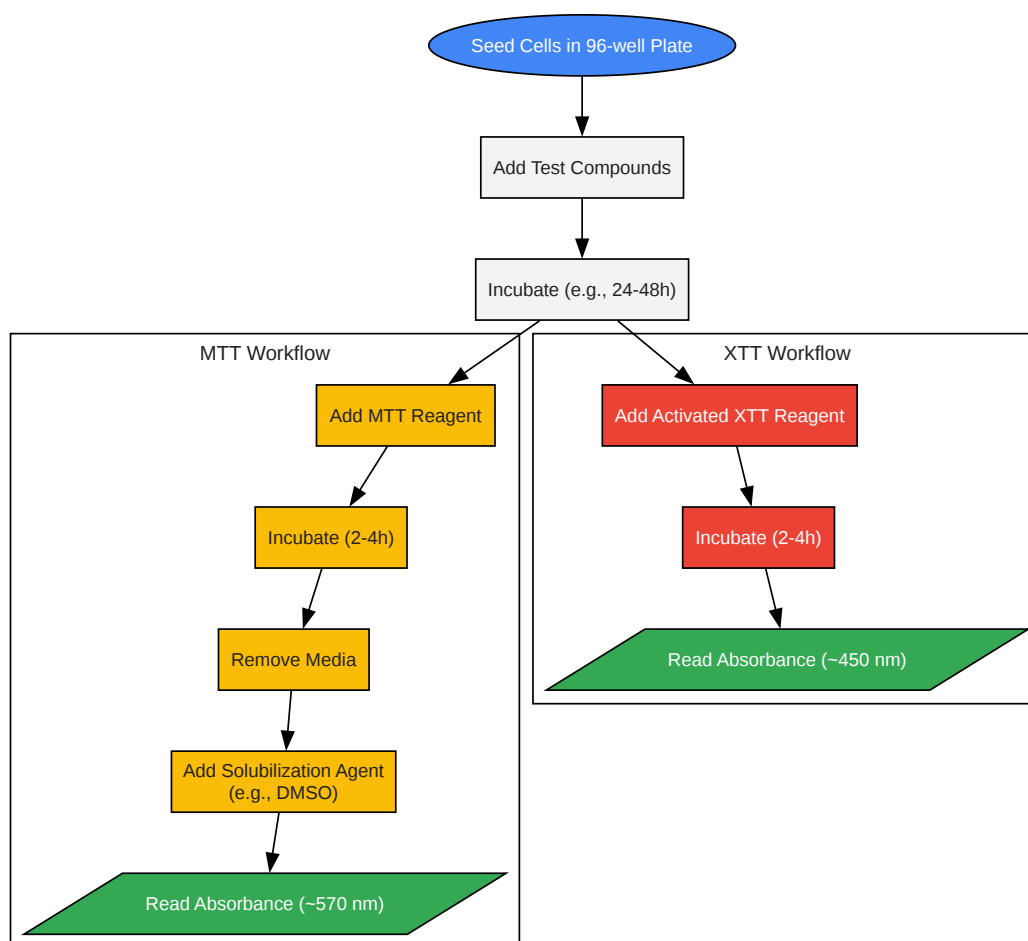 Seed Cells in 96-well Plate
Add Test Compounds
Incubate (e.g., 24-48h)
MTT Workflow
Add MTT Reagent
Incubate (2-4h)
Remove Media
Add Solubilization Agent
(e.g., DMSO)
Read Absorbance (~570 nm)
XTT Workflow
Add Activated XTT Reagent
Incubate (2-4h)
Read Absorbance (~450 nm)